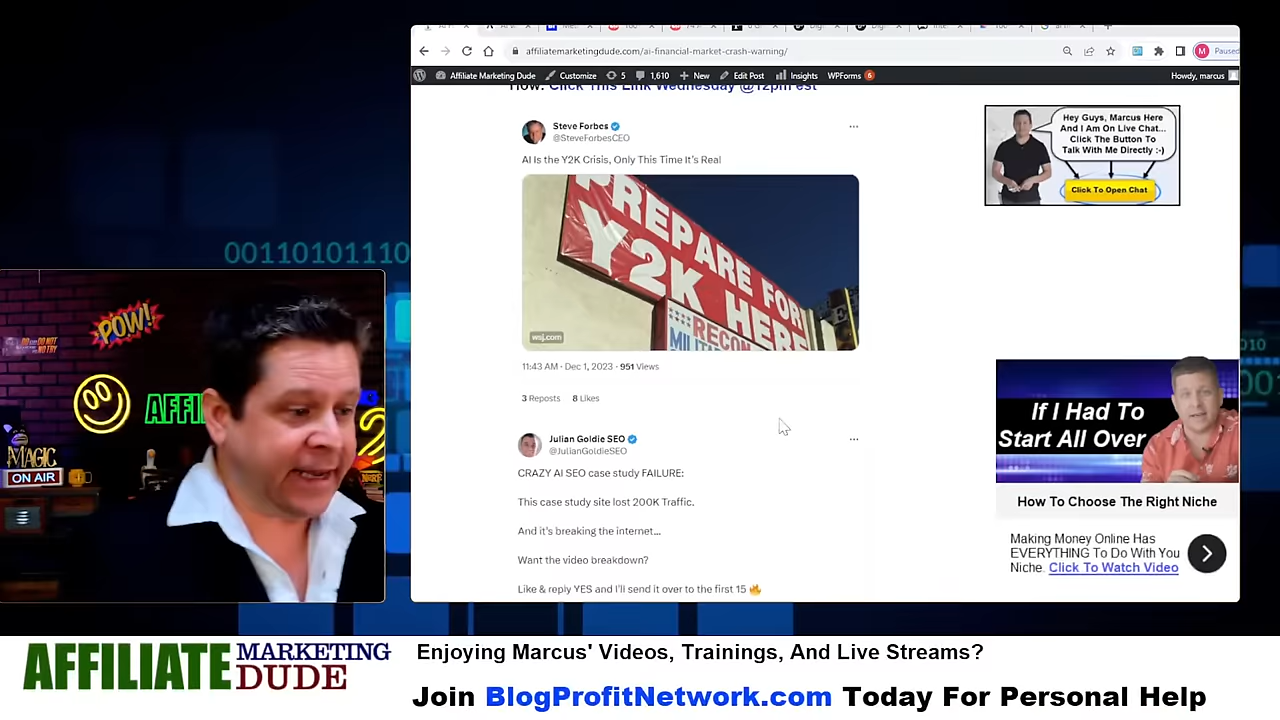 affiliatemarketingdude.com/ai-financial-market-crash-warning/
M Paused
Affiliate Marketing Dude Customize 5 1,610 + New Edit Post Insights WPForms 6 Howdy, marcus
now: Click This Link Wednesday @12pm est
Steve Forbes
@SteveForbesCEO
AI Is the Y2K Crisis, Only This Time It's Real
PREPARE FOR
Y2K HERE
RECON
wsj.com
11:43 AM · Dec 1, 2023 · 951 Views
3 Reposts 8 Likes
Julian Goldie SEO
@JulianGoldieSEO
CRAZY AI SEO case study FAILURE:
This case study site lost 200K Traffic.
And it's breaking the internet...
Want the video breakdown?
Like & reply YES and I'll send it over to the first 15 🔥
Hey Guys, Marcus Here
And I Am On Live Chat...
Click The Button To
Talk With Me Directly :-)
Click To Open Chat
If I Had To
Start All Over
How To Choose The Right Niche
Making Money Online Has
EVERYTHING To Do With You
Niche. Click To Watch Video
00110101110
POW!
AFFI
MAGIC
ON AIR
AFFILIATE MARKETING DUDE
Enjoying Marcus' Videos, Trainings, And Live Streams?
Join BlogProfitNetwork.com Today For Personal Help